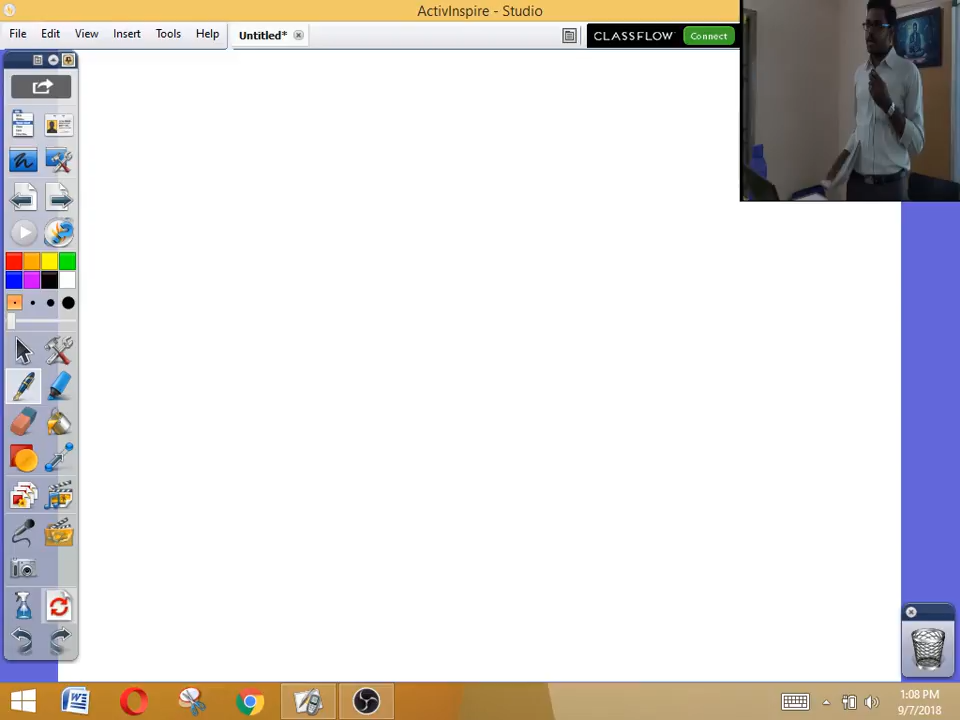 ActivInspire - Studio
File Edit View Insert Tools Help Untitled* CLASSFLOW Connect
1:08 PM
9/7/2018